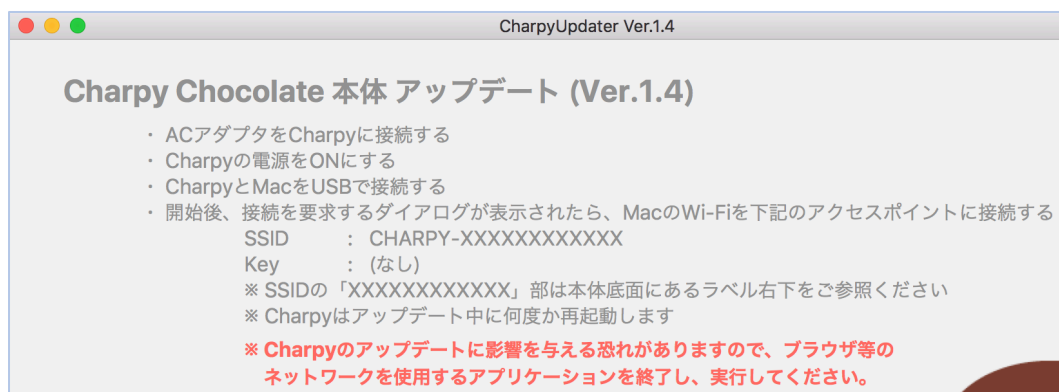 CharpyUpdater Ver.1.4
Charpy Chocolate 本体 アップデート (Ver.1.4)
・ ACアダプタをCharpyに接続する
・ Charpyの電源をONにする
・ CharpyとMacをUSBで接続する
・ 開始後、接続を要求するダイアログが表示されたら、MacのWi-Fiを下記のアクセスポイントに接続する
SSID : CHARPY-XXXXXXXXXXXX
Key : (なし)
※ SSIDの「XXXXXXXXXXXX」部は本体底面にあるラベル右下をご参照ください
※ Charpyはアップデート中に何度か再起動します
※ Charpyのアップデートに影響を与える恐れがありますので、ブラウザ等の
ネットワークを使用するアプリケーションを終了し、実行してください。